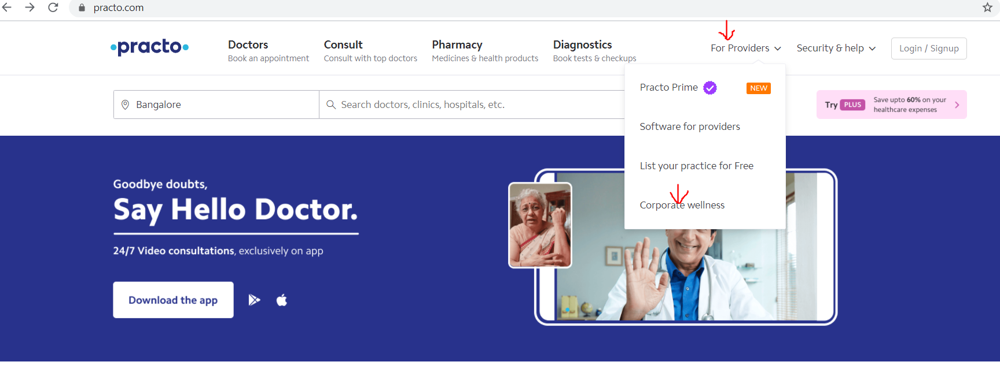 practo.com
practo
Doctors
Book an appointment
Consult
Consult with top doctors
Pharmacy
Medicines & health products
Diagnostics
Book tests & checkups
For Providers
Security & help
Login / Signup
Practo Prime NEW
Software for providers
List your practice for Free
Corporate wellness
Bangalore
Search doctors, clinics, hospitals, etc.
Try PLUS
Save upto 60% on your
healthcare expenses
Goodbye doubts,
Say Hello Doctor.
24/7 Video consultations, exclusively on app
Download the app